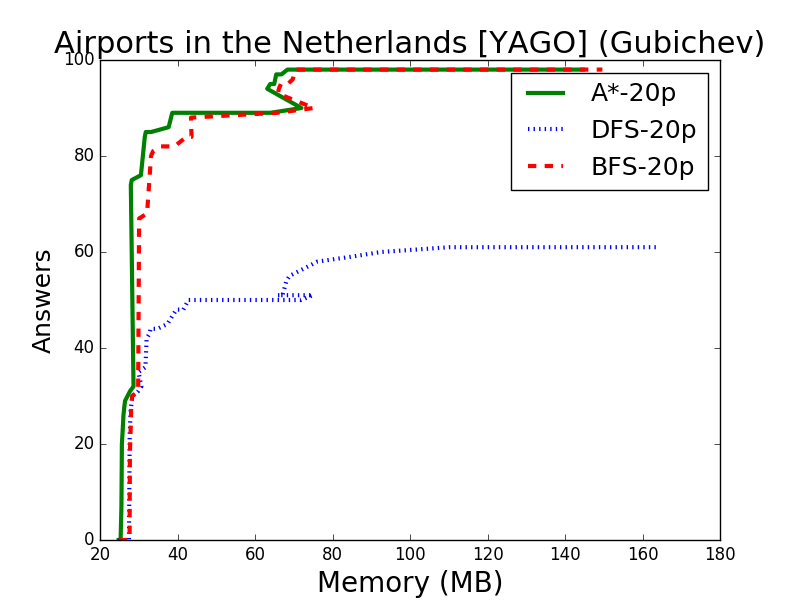 Airports in the Netherlands [YAGO] (Gubichev)
100
80
60
40
20
0
Answers
A*-20p
DFS-20p
BFS-20p
20 40 60 80 100 120 140 160 180
Memory (MB)